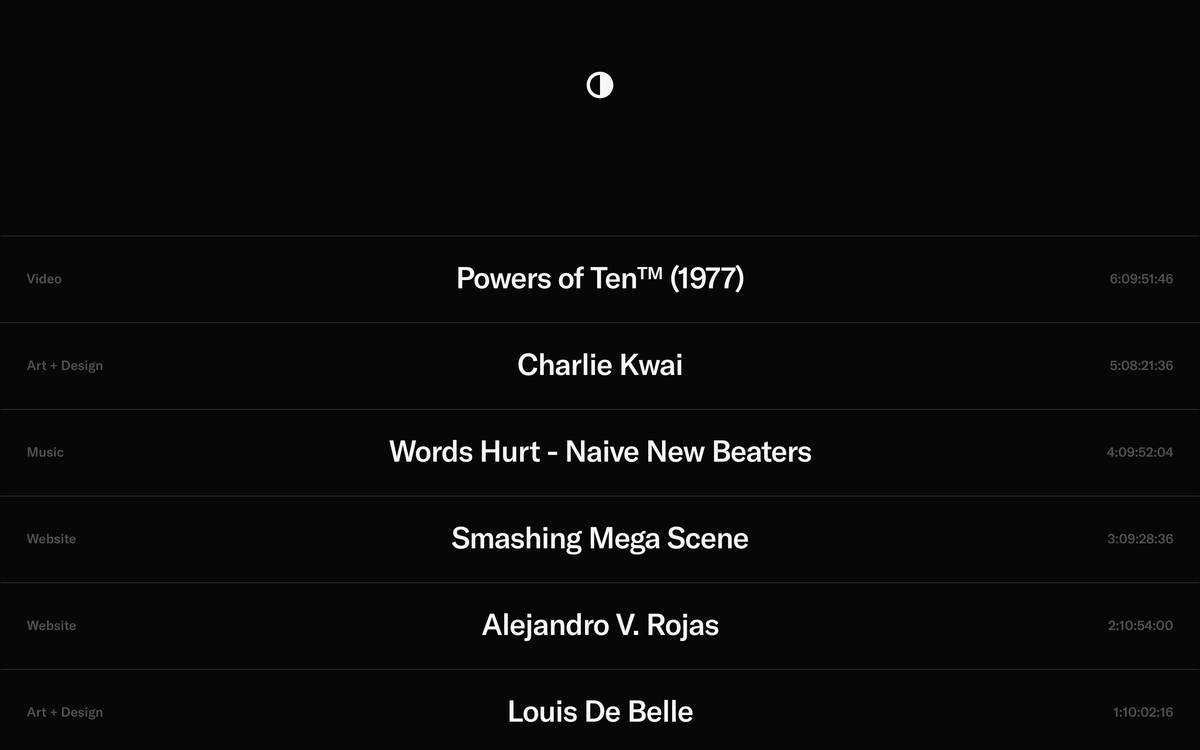 Video
Powers of Ten™ (1977)
6:09:51:46
Art + Design
Charlie Kwai
5:08:21:36
Music
Words Hurt - Naive New Beaters
4:09:52:04
Website
Smashing Mega Scene
3:09:28:36
Website
Alejandro V. Rojas
2:10:54:00
Art + Design
Louis De Belle
1:10:02:16